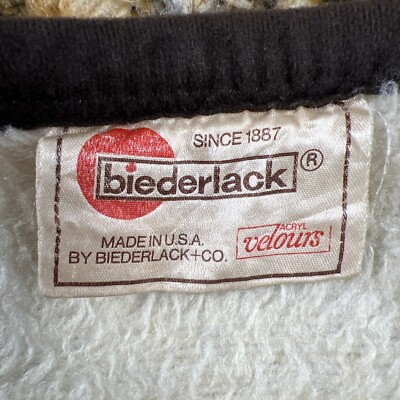 SINCE 1887
biederlack®
MADE IN U.S.A.
BY BIEDERLACK+CO.
ACRYL
velours